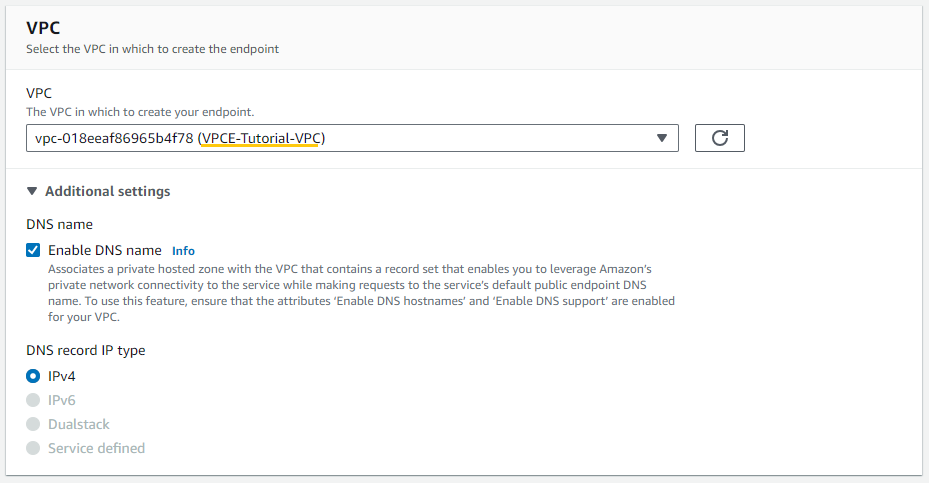 VPC
Select the VPC in which to create the endpoint
VPC
The VPC in which to create your endpoint.
vpc-018eeaf86965b4f78 (VPCE-Tutorial-VPC)
Additional settings
DNS name
Enable DNS name Info
Associates a private hosted zone with the VPC that contains a record set that enables you to leverage Amazon's
private network connectivity to the service while making requests to the service's default public endpoint DNS
name. To use this feature, ensure that the attributes 'Enable DNS hostnames' and 'Enable DNS support' are enabled
for your VPC.
DNS record IP type
IPv4
IPv6
Dualstack
Service defined